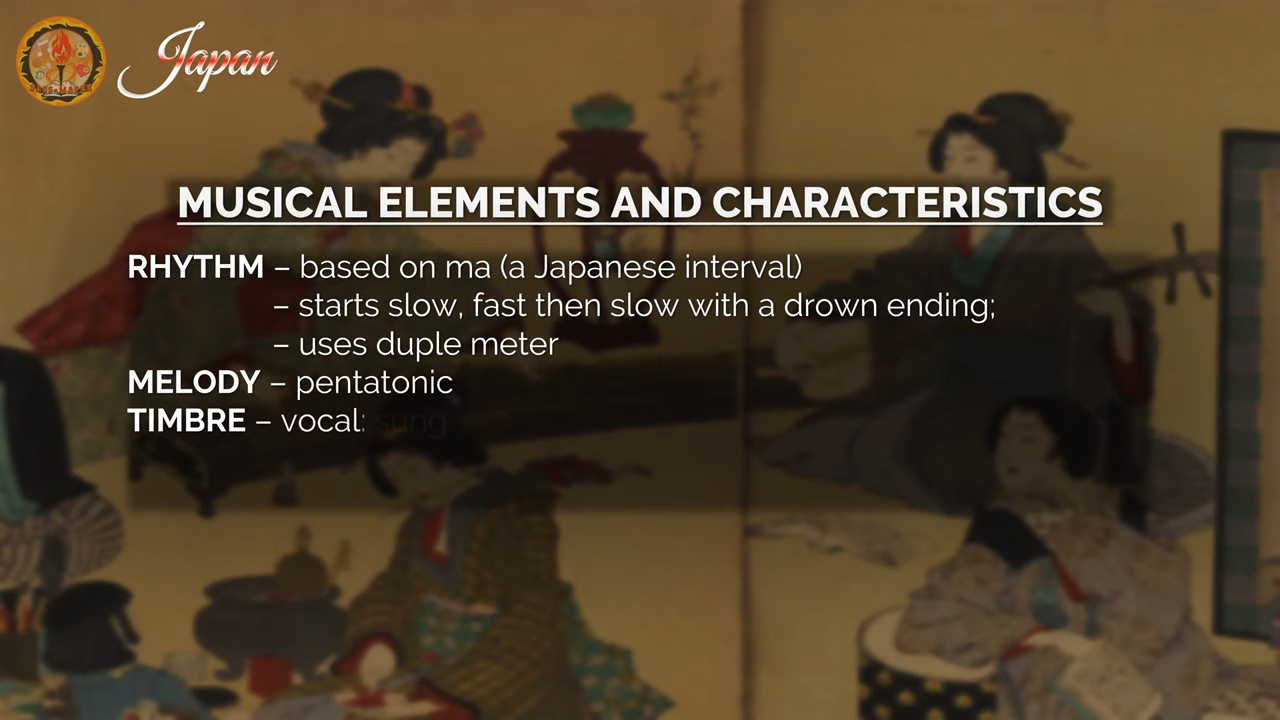 Japan
MUSICAL ELEMENTS AND CHARACTERISTICS
RHYTHM – based on ma (a Japanese interval)
– starts slow, fast then slow with a drown ending;
– uses duple meter
MELODY – pentatonic
TIMBRE – vocal: sung